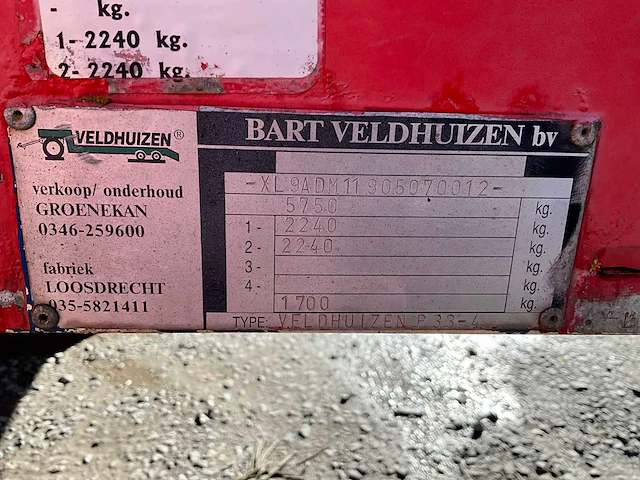 - kg.
1- 2240 kg.
2- 2240 kg.
VELDHUIZEN®
verkoop/ onderhoud
GROENEKAN
0346-259600
fabriek
LOOSDRECHT
035-5821411
BART VELDHUIZEN bv
-XL9ADM11905070012-
5750 kg.
1- 2240 kg.
2- 2240 kg.
3- kg.
4- kg.
1700 kg.
TYPE: VELDHUIZEN P 33-4